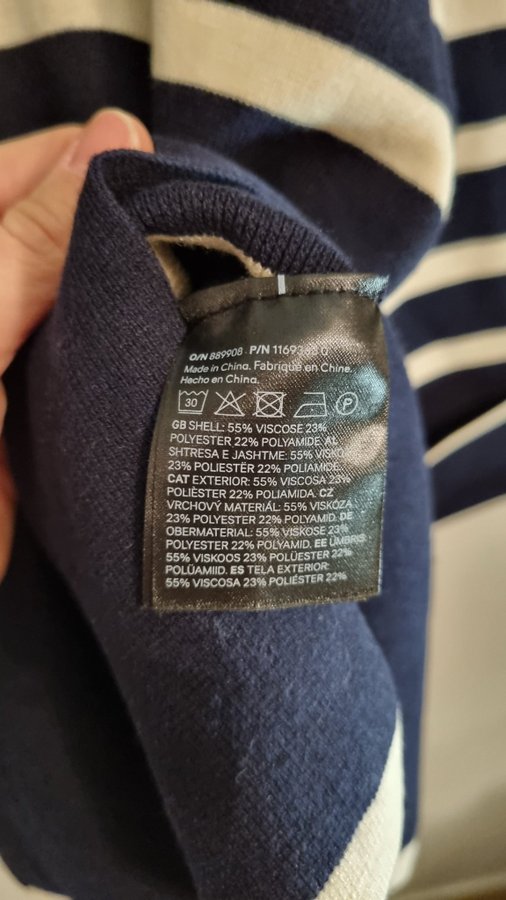 O/N 889908 P/N
Made in China. Fabriqué en Chine.
Hecho en China.
30 P
GB SHELL: 55% VISCOSE 23%
POLYESTER 22% POLYAMIDE. AL
SHTRESA E JASHTME: 55%
23% POLIESTËR 22% POLIAMIDË.
CAT EXTERIOR: 55% VISCOSA 23%
POLIÈSTER 22% POLIAMIDA. CZ
VRCHOVÝ MATERIÁL: 55% VISKÓZA
23% POLYESTER 22% POLYAMID. DE
OBERMATERIAL: 55% VISKOSE 23%
POLYESTER 22% POLYAMID. EE ÜMBRIS:
55% VISKOOS 23% POLÜESTER 22%
POLÜAMIID. ES TELA EXTERIOR:
55% VISCOSA 23% POLIÉSTER 22%